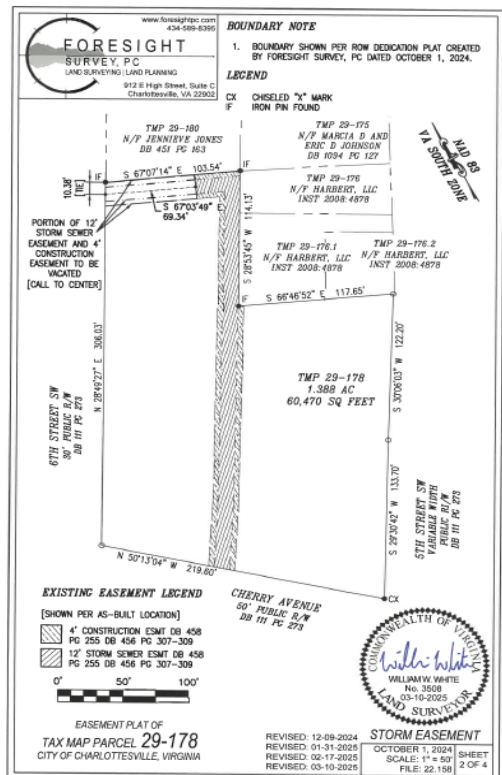 www.foresightpc.com
434-589-8395
FORESIGHT
SURVEY, PC
LAND SURVEYING | LAND PLANNING
912 E High Street, Suite C
Charlottesville, VA 22902
BOUNDARY NOTE
1. BOUNDARY SHOWN PER ROW DEDICATION PLAT CREATED
BY FORESIGHT SURVEY, PC DATED OCTOBER 1, 2024.
LEGEND
CX CHISELED "X" MARK
IF IRON PIN FOUND
TMP 29-180
N/F JENNIEVE JONES
DB 451 PG 163
TMP 29-175
N/F MARCIA D AND
ERIC D JOHNSON
DB 1094 PG 127
NAD 83
VA SOUTH ZONE
IF
S 67°07'14" E 103.54'
IF
10.38'
[TIE]
S 67°03'49" E
69.34'
TMP 29-176
N/F HARBERT, LLC
INST 2008:4878
PORTION OF 12'
STORM SEWER
EASEMENT AND 4'
CONSTRUCTION
EASEMENT TO BE
VACATED
[CALL TO CENTER]
S 28°53'45" W 114.13'
TMP 29-176.1
N/F HARBERT, LLC
INST 2008:4878
TMP 29-176.2
N/F HARBERT, LLC
INST 2008:4878
IF
S 66°46'52" E 117.65'
N 28°49'27" E 306.03'
6TH STREET SW
30' PUBLIC R/W
DB 111 PG 273
TMP 29-178
1.388 AC
60,470 SQ FEET
S 30°06'03" W 122.20'
S 29°30'42" W 133.70'
5TH STREET SW
VARIABLE WIDTH
PUBLIC R/W
DB 111 PG 273
N 50°13'04" W 219.60'
CHERRY AVENUE
50' PUBLIC R/W
DB 111 PG 273
CX
EXISTING EASEMENT LEGEND
[SHOWN PER AS-BUILT LOCATION]
4' CONSTRUCTION ESMT DB 458
PG 255 DB 456 PG 307-309
12' STORM SEWER ESMT DB 458
PG 255 DB 456 PG 307-309
0' 50' 100'
COMMONWEALTH OF VIRGINIA
Willi White
WILLIAM W. WHITE
No. 3508
03-10-2025
LAND SURVEYOR
EASEMENT PLAT OF
TAX MAP PARCEL 29-178
CITY OF CHARLOTTESVILLE, VIRGINIA
REVISED: 12-09-2024
REVISED: 01-31-2025
REVISED: 02-17-2025
REVISED: 03-10-2025
STORM EASEMENT
OCTOBER 1, 2024
SCALE: 1" = 50'
FILE: 22.158
SHEET
2 OF 4